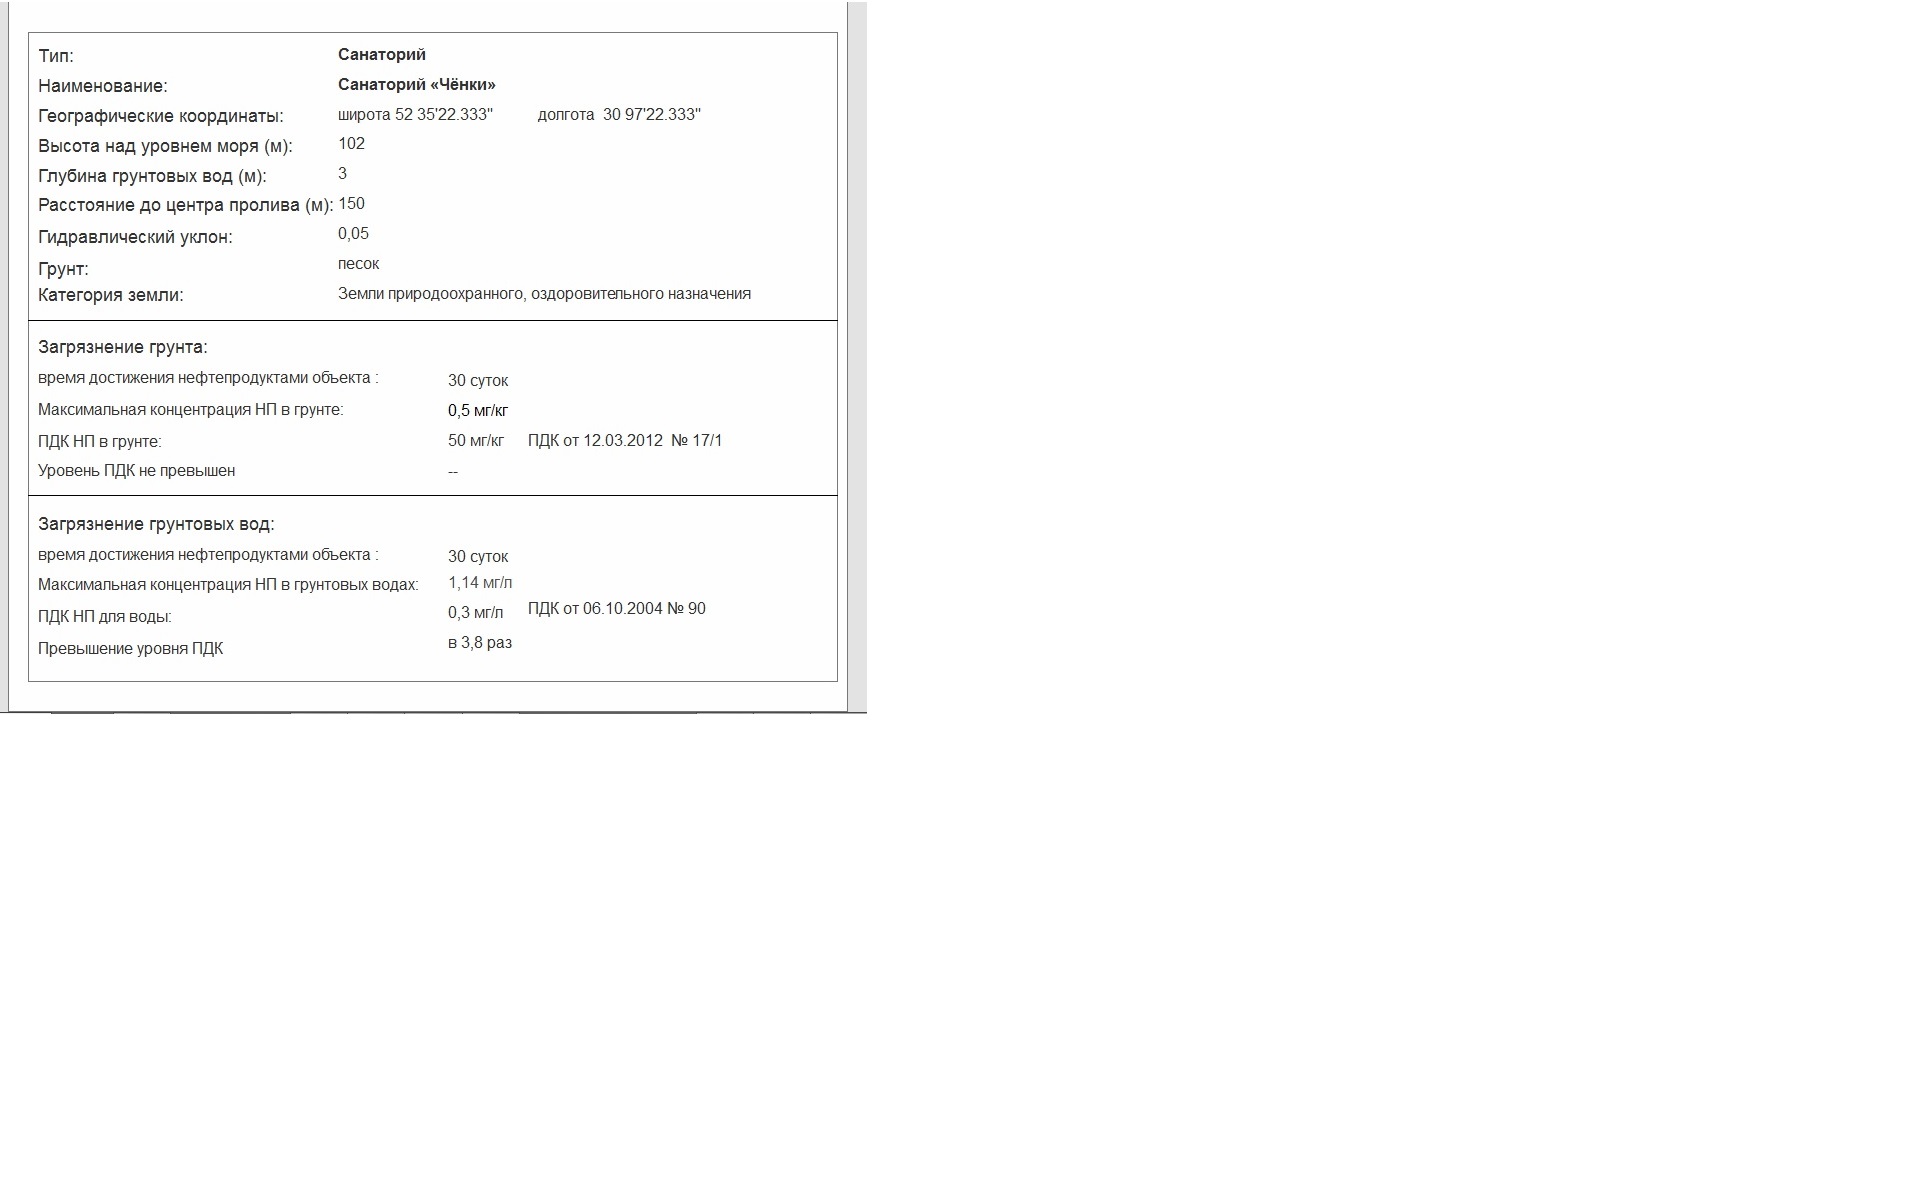 Тип: Санаторий
Наименование: Санаторий «Чёнки»
Географические координаты: широта 52 35'22.333" долгота 30 97'22.333"
Высота над уровнем моря (м): 102
Глубина грунтовых вод (м): 3
Расстояние до центра пролива (м): 150
Гидравлический уклон: 0,05
Грунт: песок
Категория земли: Земли природоохранного, оздоровительного назначения
Загрязнение грунта:
время достижения нефтепродуктами объекта : 30 суток
Максимальная концентрация НП в грунте: 0,5 мг/кг
ПДК НП в грунте: 50 мг/кг ПДК от 12.03.2012 № 17/1
Уровень ПДК не превышен --
Загрязнение грунтовых вод:
время достижения нефтепродуктами объекта : 30 суток
Максимальная концентрация НП в грунтовых водах: 1,14 мг/л
ПДК НП для воды: 0,3 мг/л ПДК от 06.10.2004 № 90
Превышение уровня ПДК в 3,8 раз